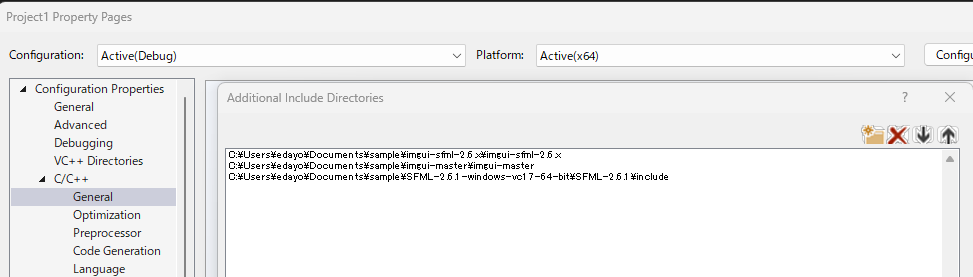 Project1 Property Pages
Configuration: Active(Debug) Platform: Active(x64) Configu
Configuration Properties
General
Advanced
Debugging
VC++ Directories
C/C++
General
Optimization
Preprocessor
Code Generation
Language
Additional Include Directories
? ×
C:¥Users¥edayo¥Documents¥sample¥imgui-sfml-2.6.x¥imgui-sfml-2.6.x
C:¥Users¥edayo¥Documents¥sample¥imgui-master¥imgui-master
C:¥Users¥edayo¥Documents¥sample¥SFML-2.6.1-windows-vc17-64-bit¥SFML-2.6.1¥include